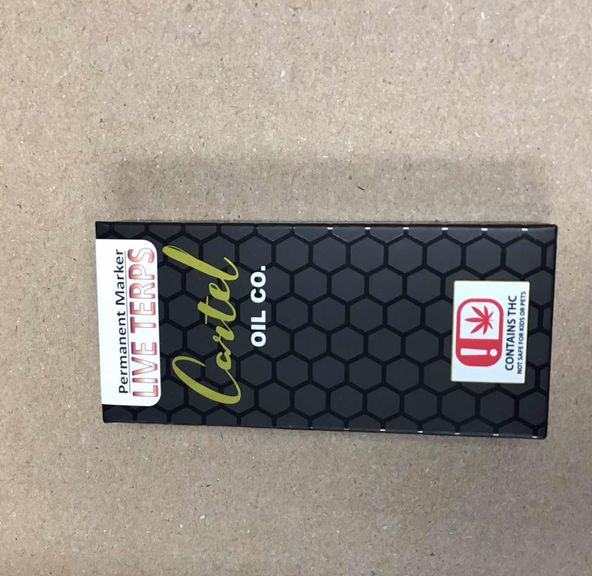 Permanent Marker
LIVE TERPS
Cartel
OIL CO.
CONTAINS THC
NOT SAFE FOR KIDS OR PETS